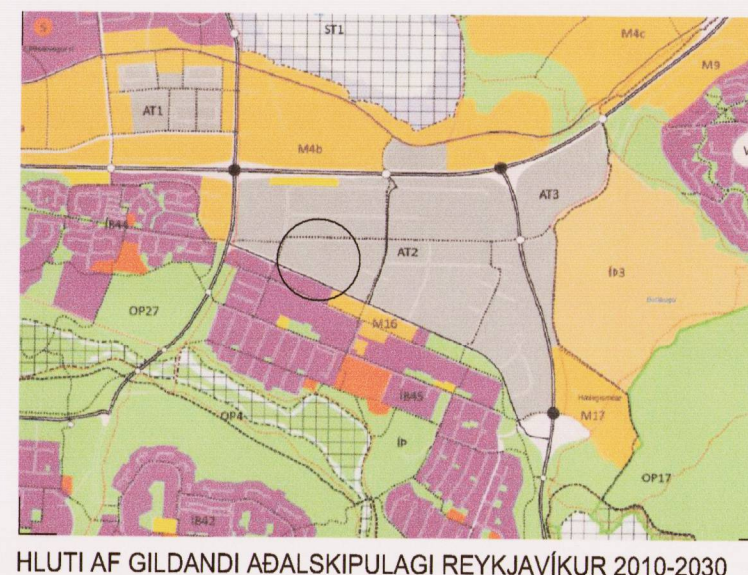 ST1
M4c
M9
AT1
M4b
AT3
ÍB44
AT2
ÍÞ3
OP27
M16
M17
ÍB45
OP4
ÍÞ
OP17
ÍB42
HLUTI AF GILDANDI AÐALSKIPULAGI REYKJAVÍKUR 2010-2030